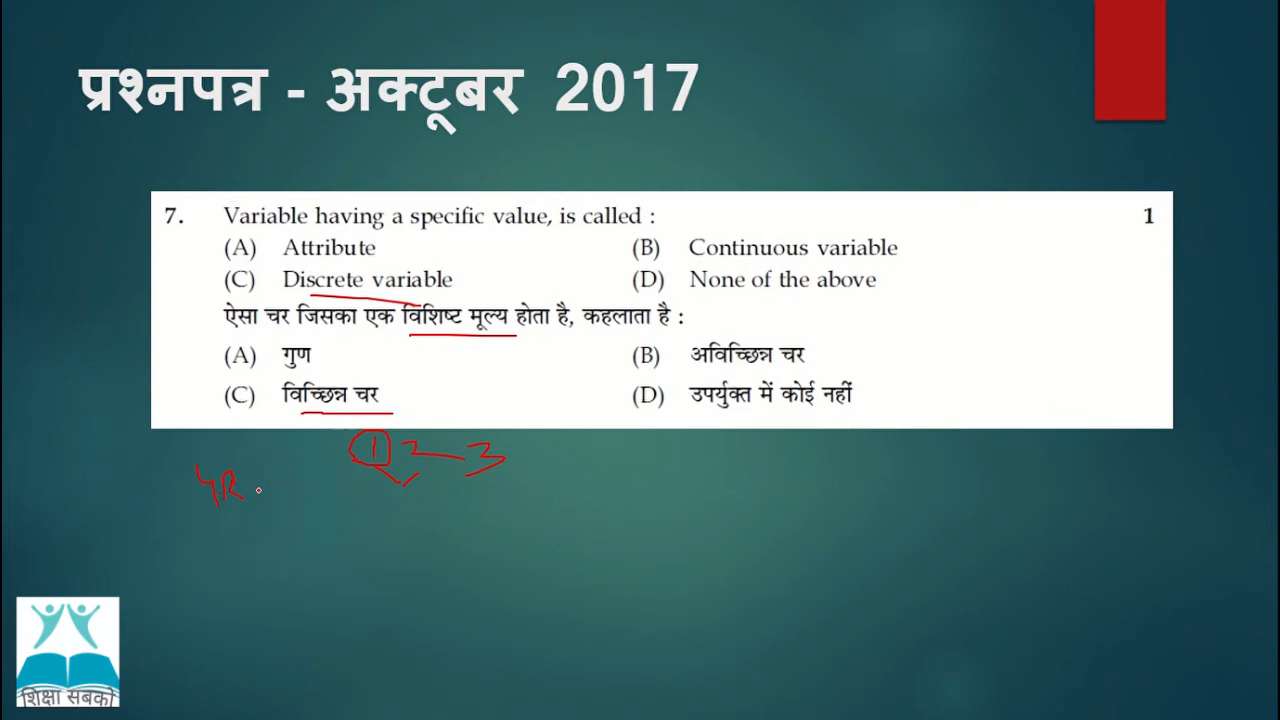 प्रश्नपत्र - अक्टूबर 2017
7. Variable having a specific value, is called : 1
(A) Attribute (B) Continuous variable
(C) Discrete variable (D) None of the above
ऐसा चर जिसका एक विशिष्ट मूल्य होता है, कहलाता है :
(A) गुण (B) अविच्छिन्न चर
(C) विच्छिन्न चर (D) उपर्युक्त में कोई नहीं
1 2 3
शिक्षा सबको